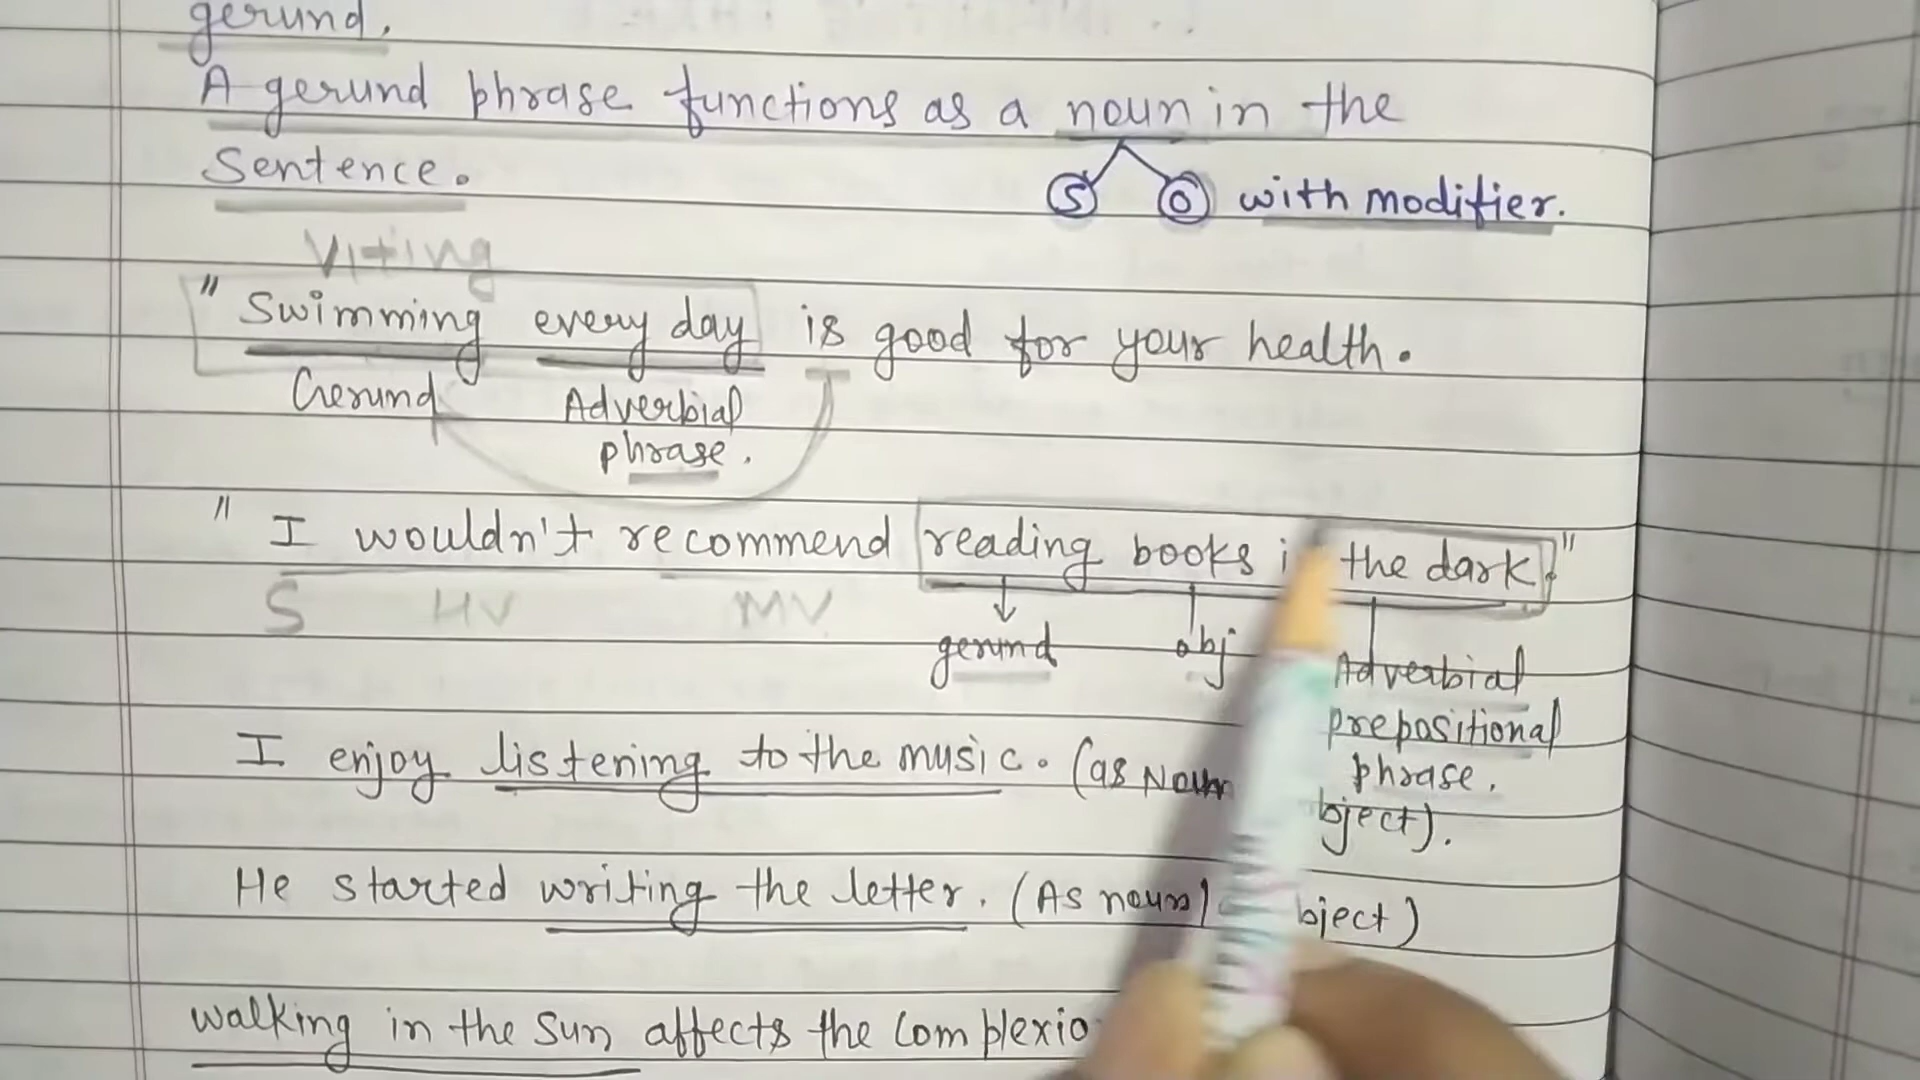 gerund.
A gerund phrase functions as a noun in the
Sentence.
S O with modifier.
V1+ing
"Swimming every day is good for your health.
Gerund Adverbial
phrase.
"I wouldn't recommend reading books i the dark."
S HV MV
gerund obj Adverbial
prepositional
phrase.
I enjoy listening to the music. (as Noun
bject).
He started writing the letter. (As noun) bject)
walking in the sun affects the complexio